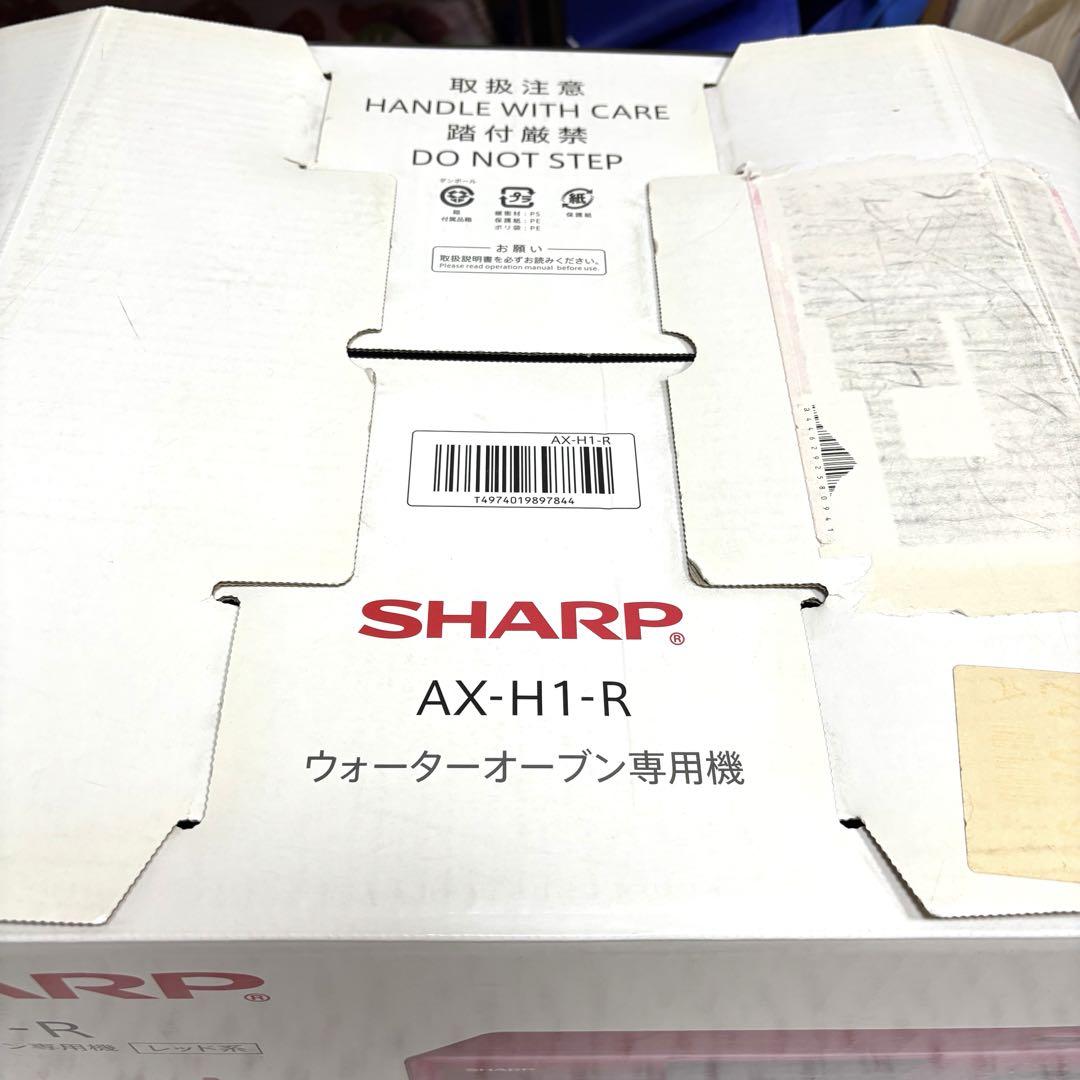 取扱注意
HANDLE WITH CARE
踏付厳禁
DO NOT STEP
ダンボール
箱
付属品箱
プラ
緩衝材：PS
保護紙：PE
ポリ袋：PE
紙
保護紙
お願い
取扱説明書を必ずお読みください。
Please read operation manual before use.
AX-H1-R
T4974019897844
SHARP®
AX-H1-R
ウォーターオーブン専用機
ARP®
-R
ン専用機 レッド系
SHARP